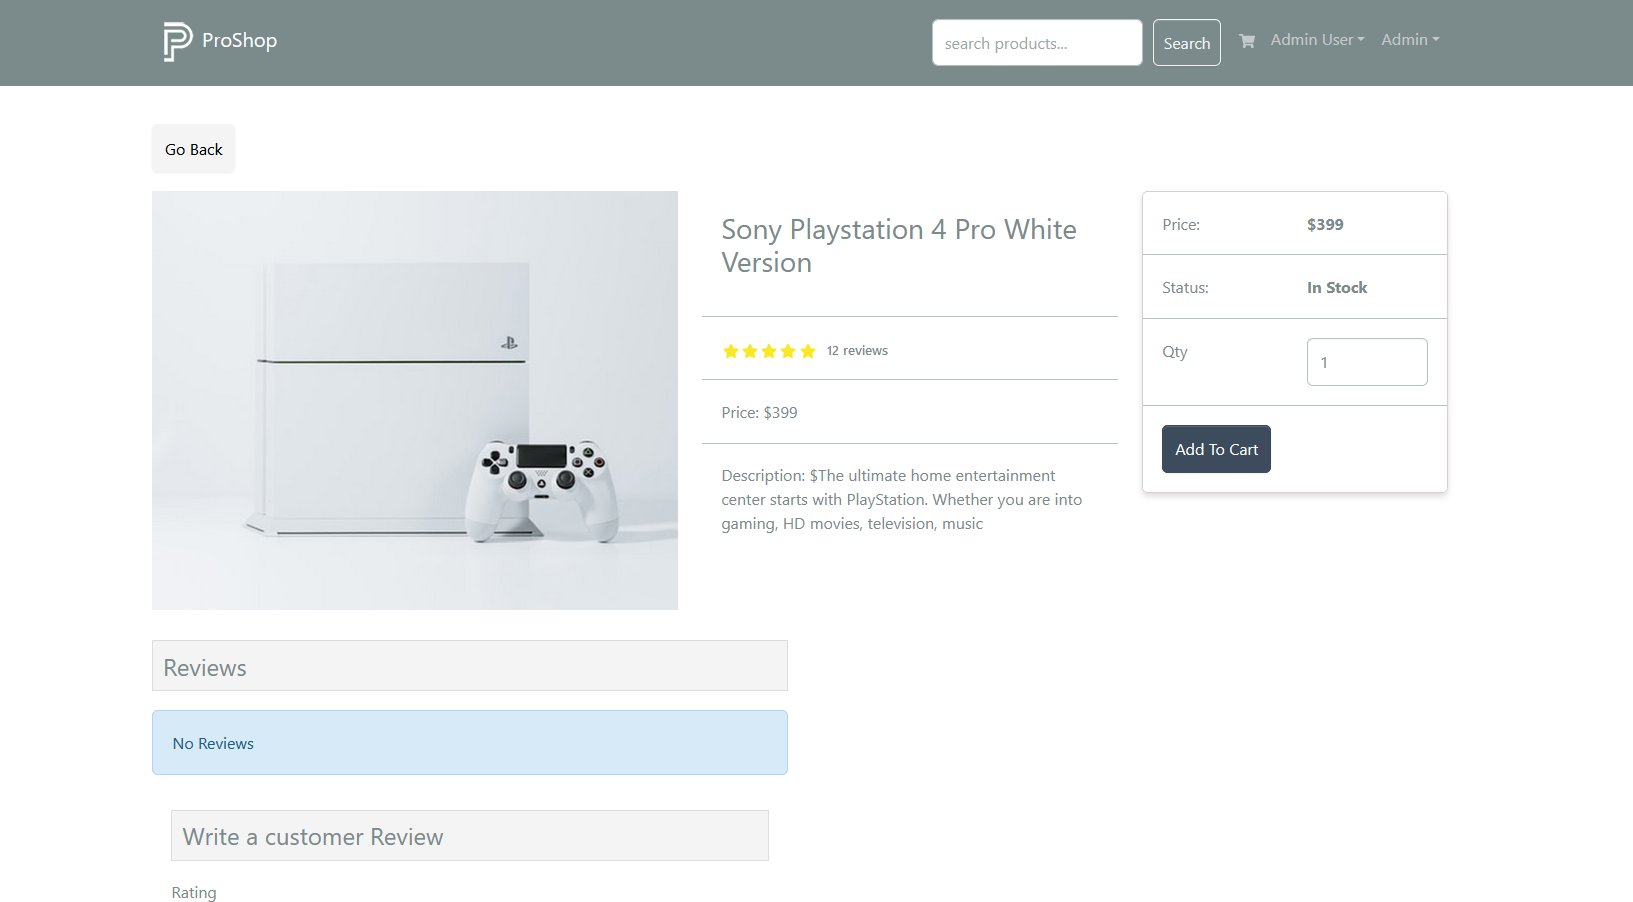 ProShop
search products...
Search
Admin User
Admin
Go Back
Sony Playstation 4 Pro White
Version
12 reviews
Price: $399
Description: $The ultimate home entertainment
center starts with PlayStation. Whether you are into
gaming, HD movies, television, music
Price: $399
Status: In Stock
Qty 1
Add To Cart
Reviews
No Reviews
Write a customer Review
Rating